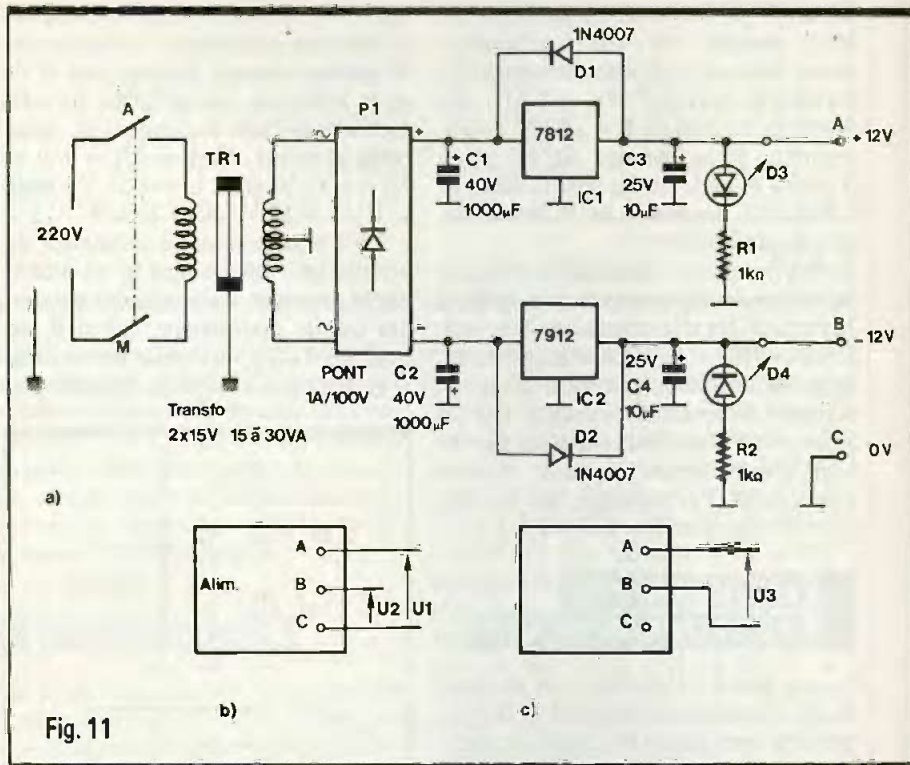 1N4007
D1
A
P1
A
TR1
~
+
+
7812
C3
+
+ 12V
C1
40V
1000µF
IC1
25V
10µF
D3
220V
R1
1kΩ
B
~
-
7912
25V
- 12V
M
C2
40V
+
1000µF
C4
10µF
+
D4
PONT
1A/100V
IC2
Transfo
2x15V 15 à 30VA
D2
1N4007
R2
1kΩ
C
0V
a)
A
B
C
Alim.
U2
U1
A
B
C
U3
b)
c)
Fig. 11